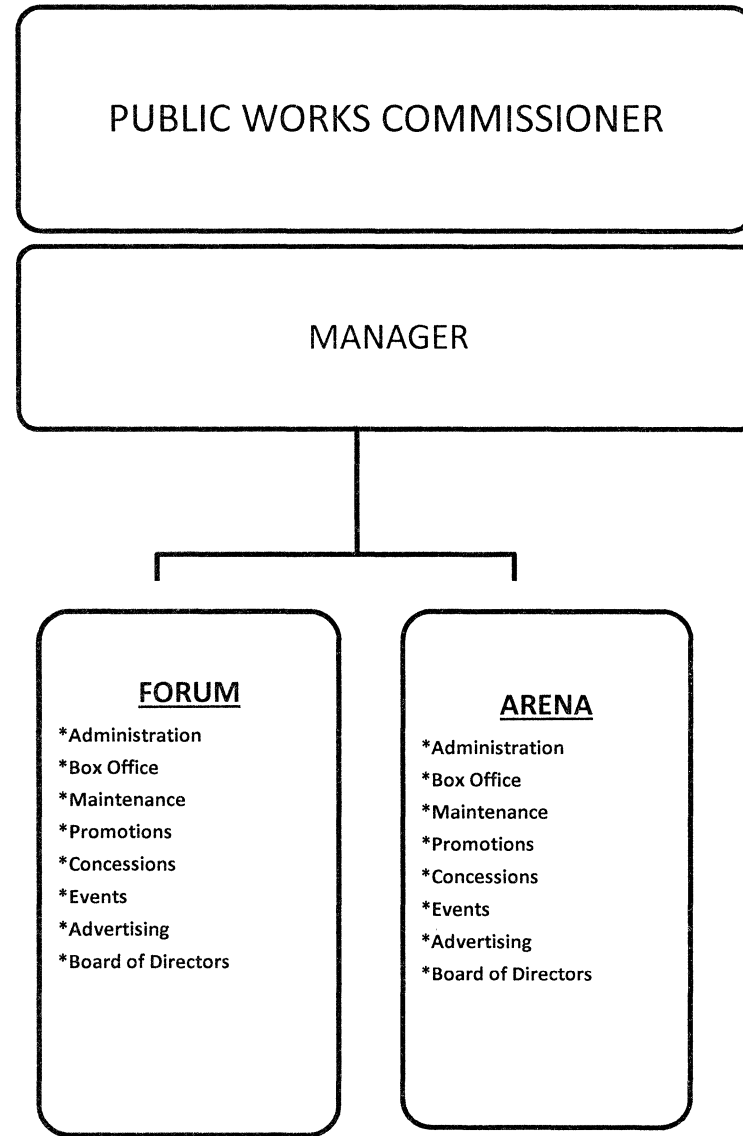 PUBLIC WORKS COMMISSIONER
MANAGER
FORUM
*Administration
*Box Office
*Maintenance
*Promotions
*Concessions
*Events
*Advertising
*Board of Directors
ARENA
*Administration
*Box Office
*Maintenance
*Promotions
*Concessions
*Events
*Advertising
*Board of Directors